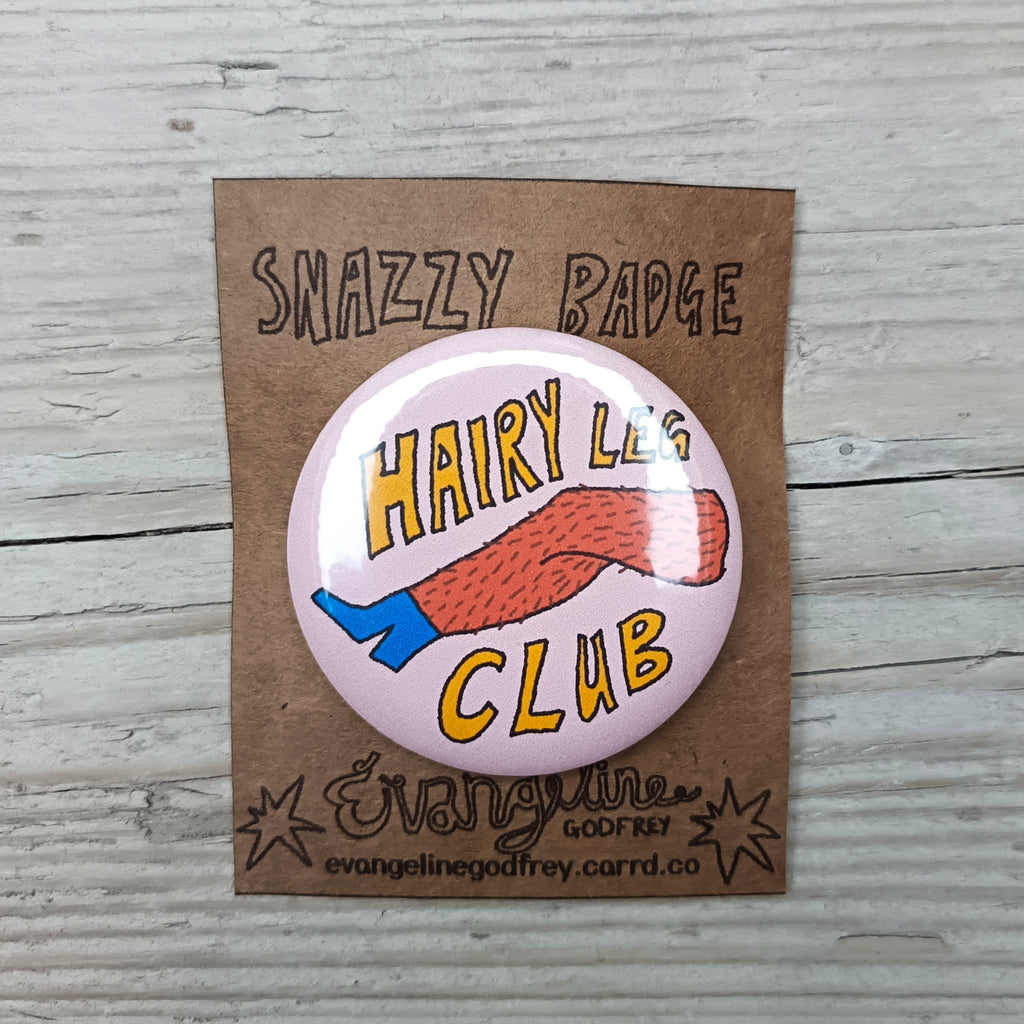 SNAZZY BADGE
HAIRY LEG
CLUB
Evangeline
GODFREY
evangelinegodfrey.carrd.co